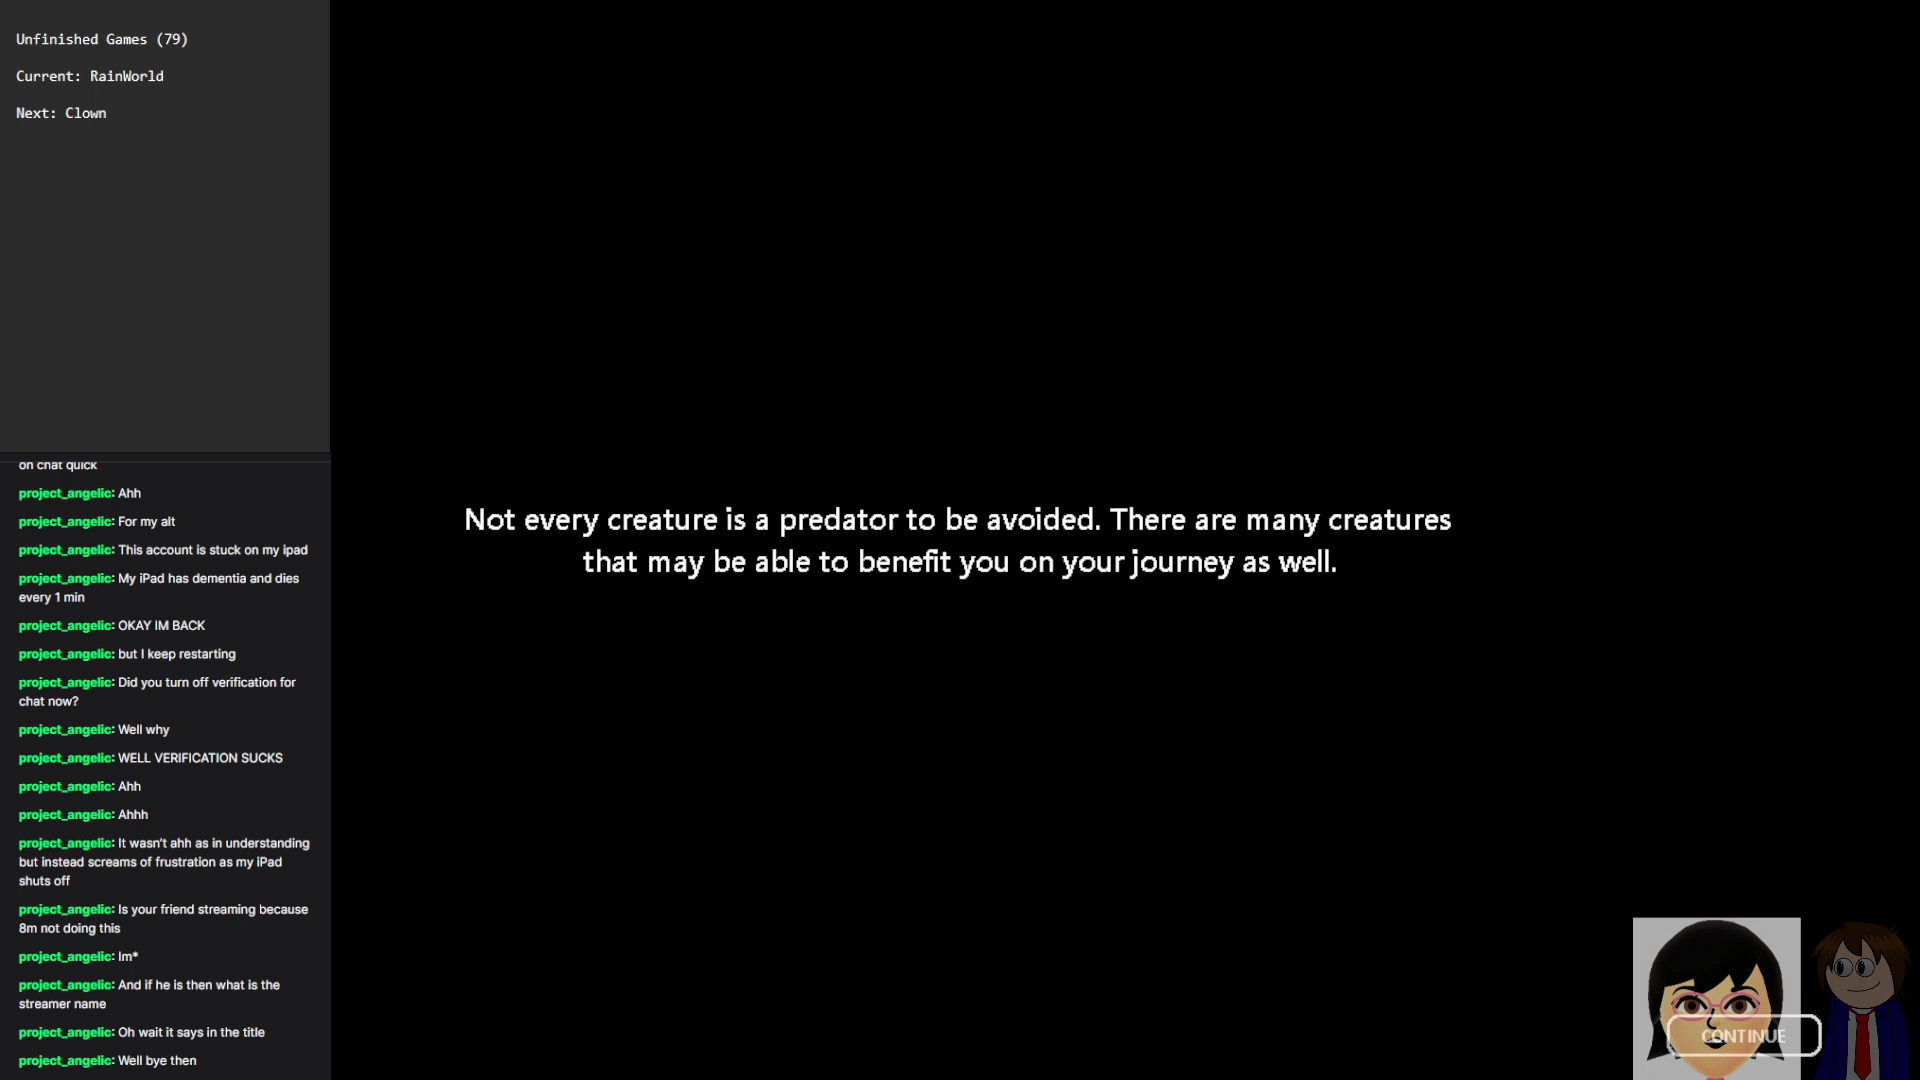 Unfinished Games (79)
Current: RainWorld
Next: Clown
on chat quick
project_angelic: Ahh
project_angelic: For my alt
project_angelic: This account is stuck on my ipad
project_angelic: My iPad has dementia and dies
every 1 min
project_angelic: OKAY IM BACK
project_angelic: but I keep restarting
project_angelic: Did you turn off verification for
chat now?
project_angelic: Well why
project_angelic: WELL VERIFICATION SUCKS
project_angelic: Ahh
project_angelic: Ahhh
project_angelic: It wasn't ahh as in understanding
but instead screams of frustration as my iPad
shuts off
project_angelic: Is your friend streaming because
8m not doing this
project_angelic: Im*
project_angelic: And if he is then what is the
streamer name
project_angelic: Oh wait it says in the title
project_angelic: Well bye then
Not every creature is a predator to be avoided. There are many creatures
that may be able to benefit you on your journey as well.
CONTINUE